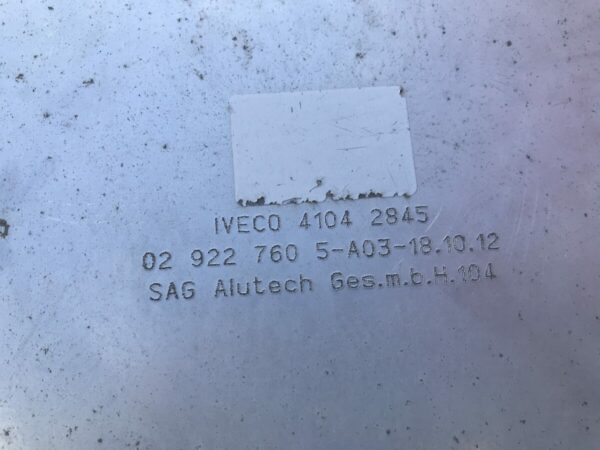 IVECO 4104 2845
02 922 760 5-A03-18.10.12
SAG Alutech Ges.m.b.H.104